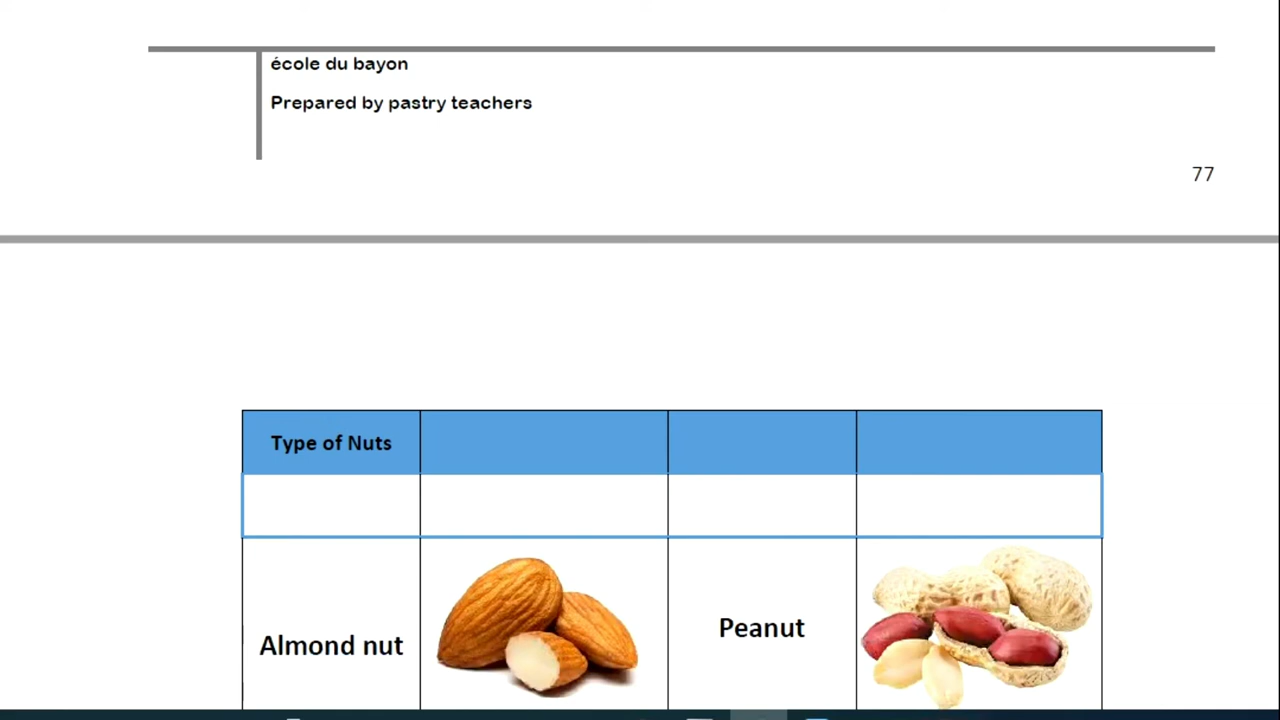 école du bayon
Prepared by pastry teachers
77
Type of Nuts
Almond nut
Peanut